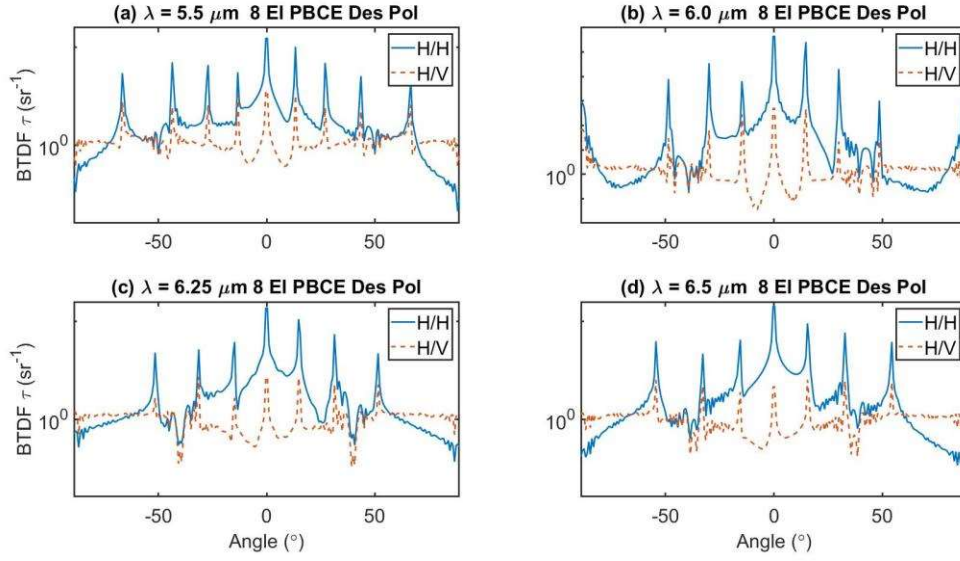 (a) λ = 5.5 μm 8 El PBCE Des Pol
H/H
H/V
BTDF τ (sr⁻¹)
10⁰
-50 0 50
(b) λ = 6.0 μm 8 El PBCE Des Pol
H/H
H/V
10⁰
-50 0 50
(c) λ = 6.25 μm 8 El PBCE Des Pol
H/H
H/V
BTDF τ (sr⁻¹)
10⁰
-50 0 50
Angle (°)
(d) λ = 6.5 μm 8 El PBCE Des Pol
H/H
H/V
10⁰
-50 0 50
Angle (°)